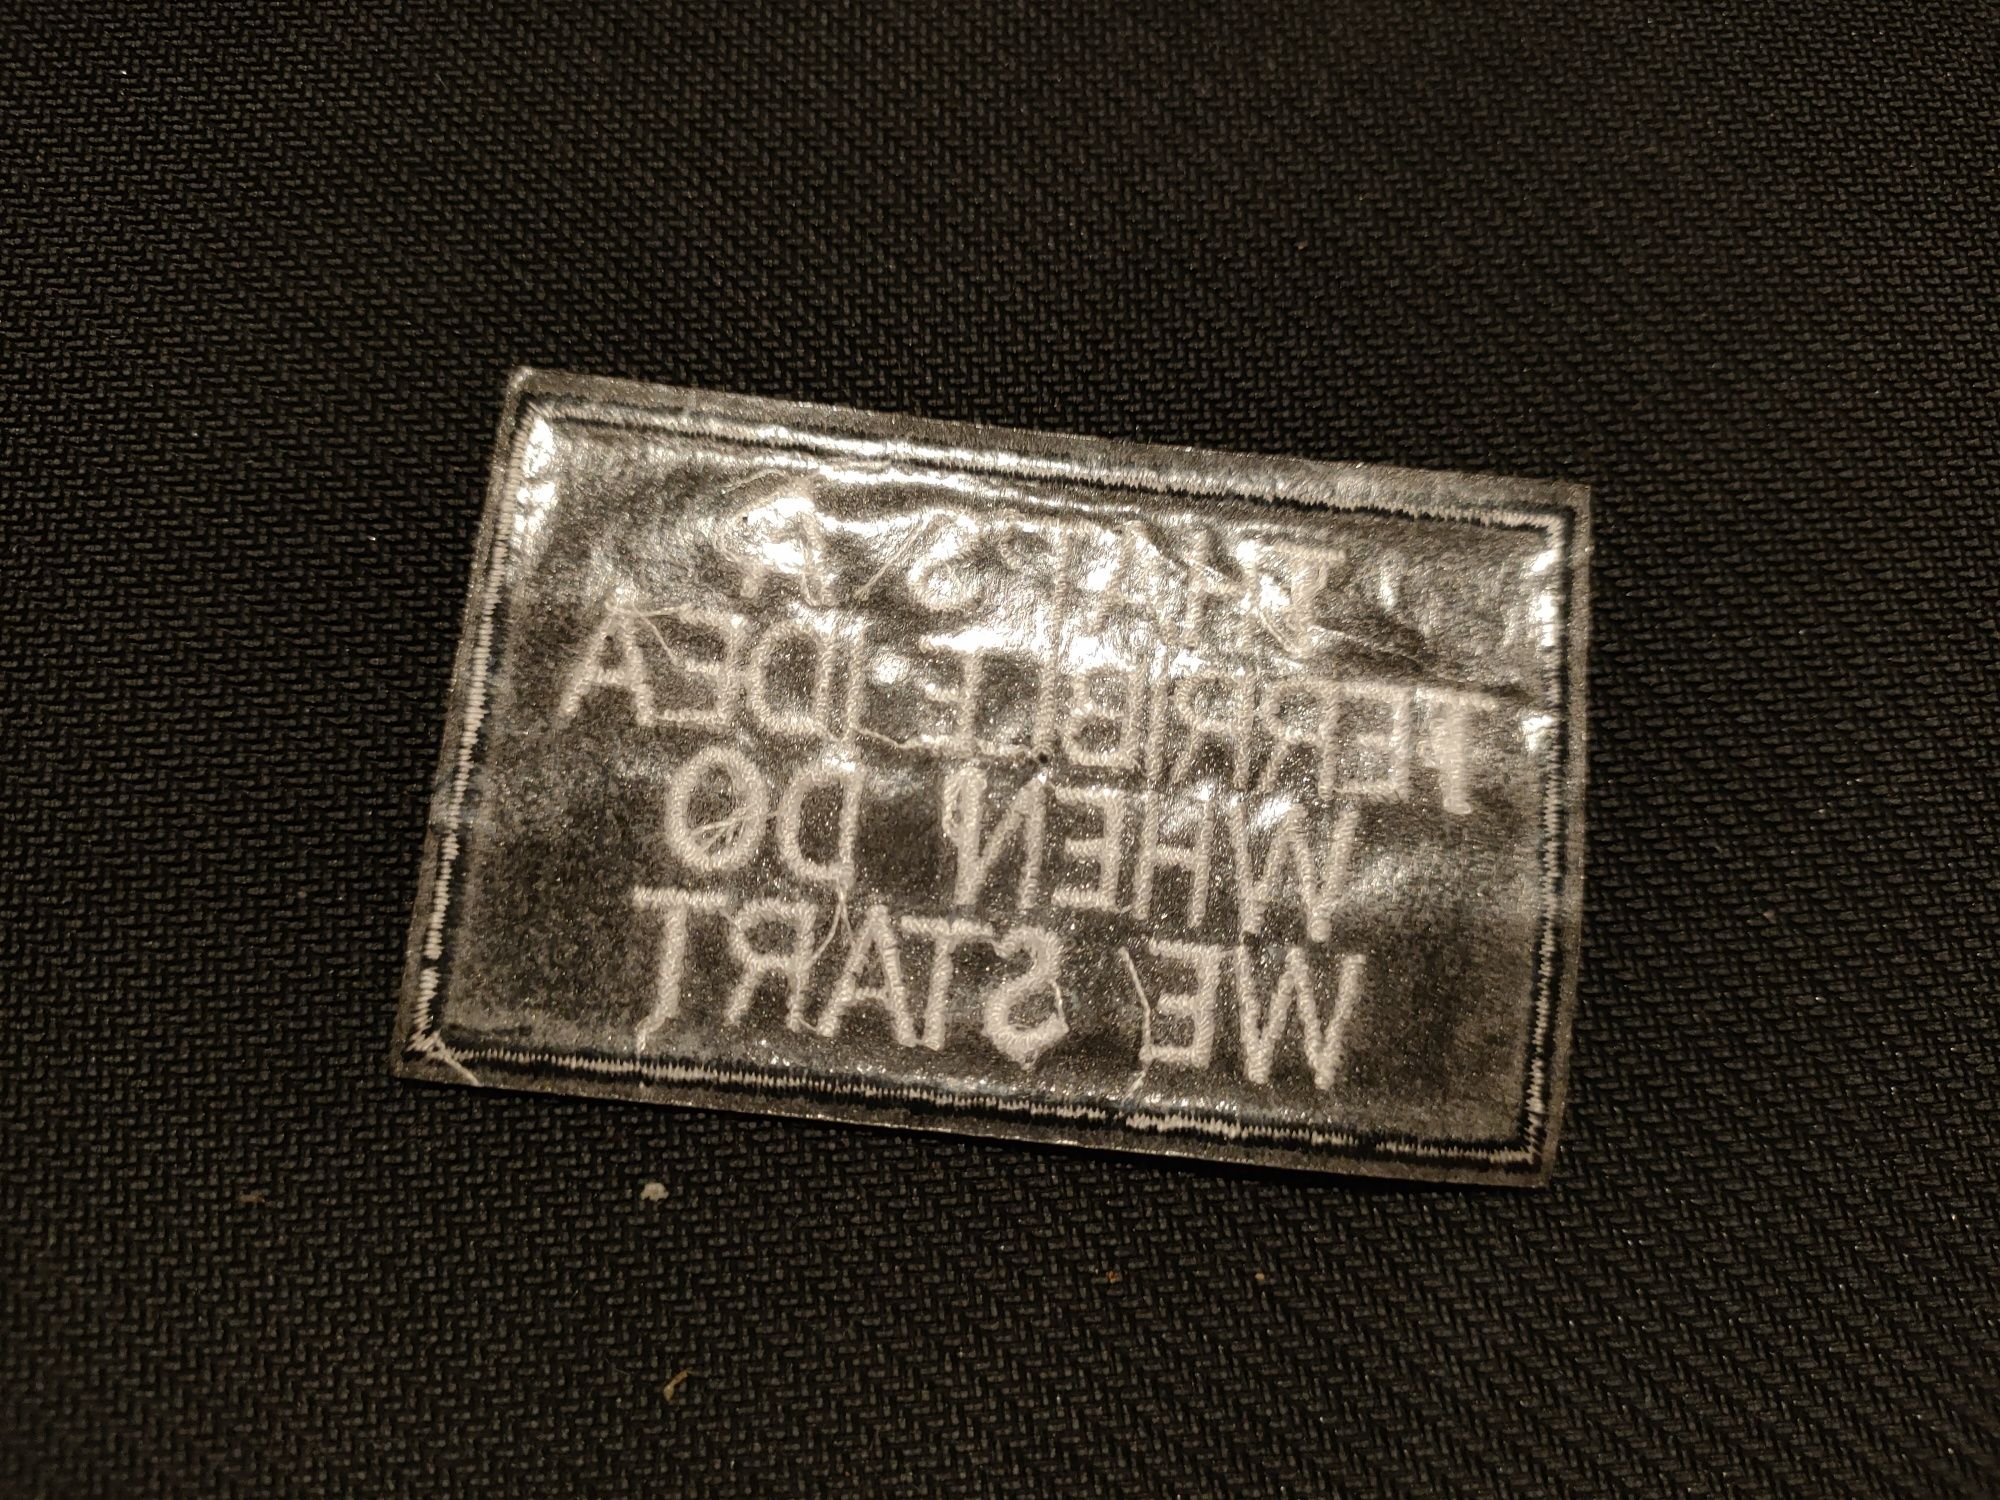 THAT'S A
TERRIBLE IDEA
WHEN DO
WE START